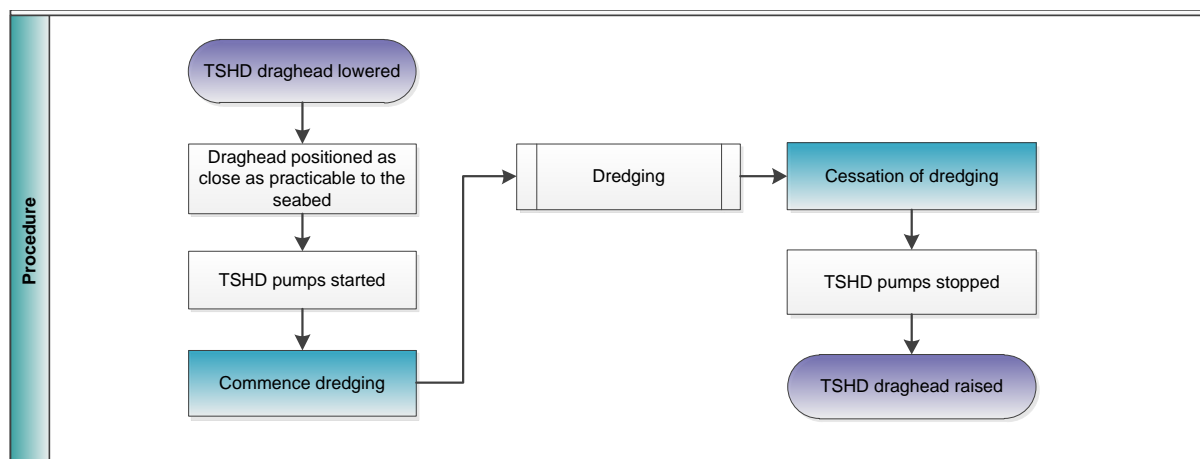 Procedure
TSHD draghead lowered
Draghead positioned as
close as practicable to the
seabed
TSHD pumps started
Commence dredging
Dredging
Cessation of dredging
TSHD pumps stopped
TSHD draghead raised